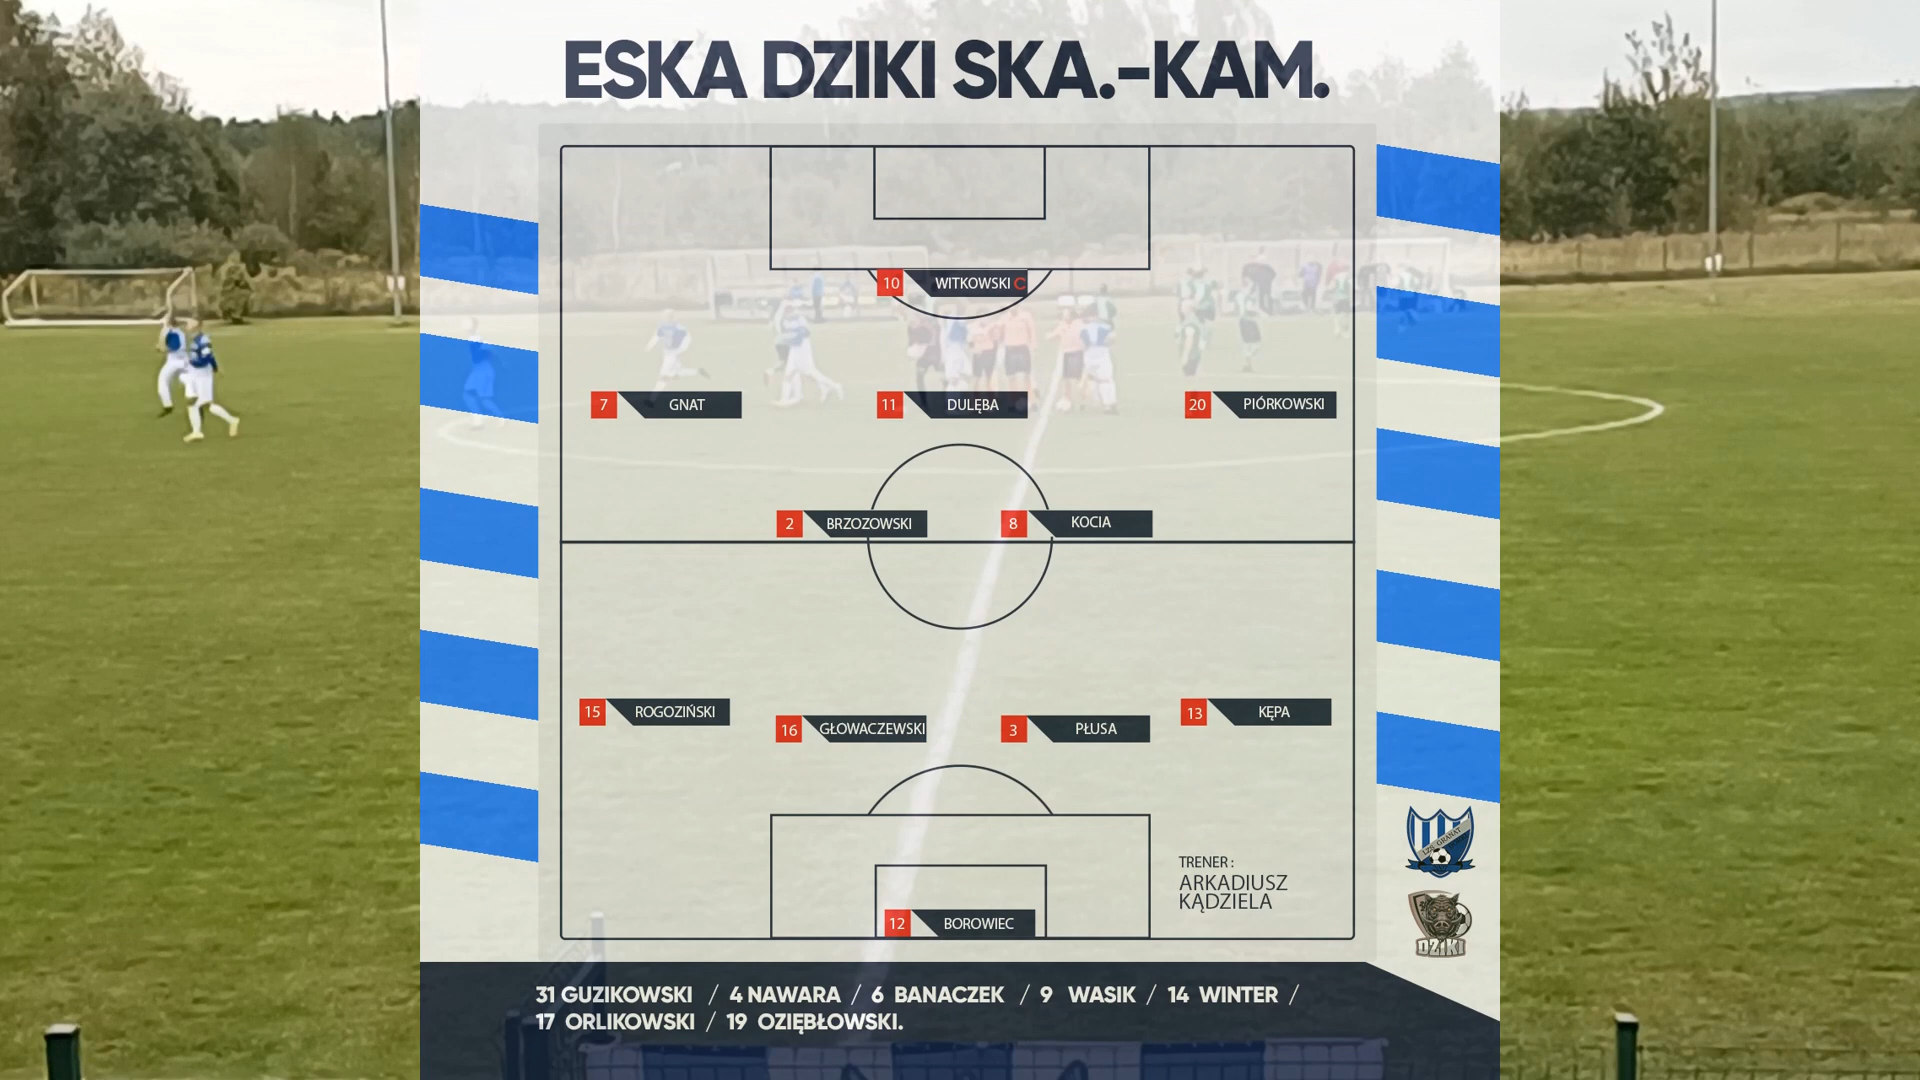 ESKA DZIKI SKA.-KAM.
10 WITKOWSKI C
7 GNAT
11 DULĘBA
20 PIÓRKOWSKI
2 BRZOZOWSKI
8 KOCIA
15 ROGOZIŃSKI
16 GŁOWACZEWSKI
3 PŁUSA
13 KĘPA
TRENER :
ARKADIUSZ
KĄDZIELA
12 BOROWIEC
GRANAT
DZIKI
31 GUZIKOWSKI / 4 NAWARA / 6 BANACZEK / 9 WASIK / 14 WINTER /
17 ORLIKOWSKI / 19 OZIĘBŁOWSKI.